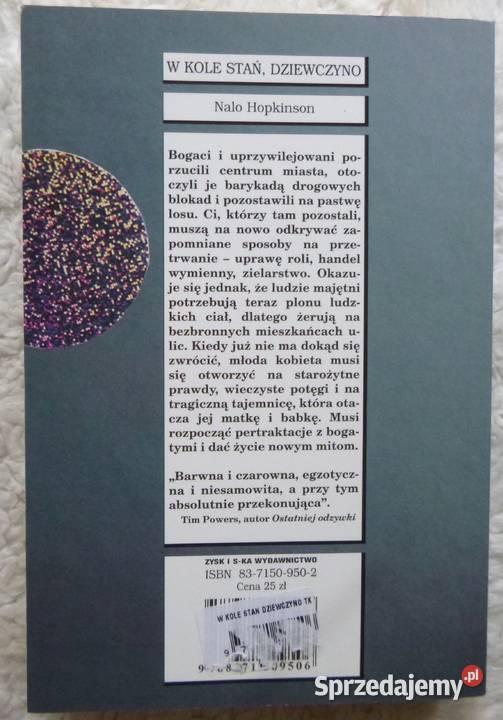 W KOLE STAŃ, DZIEWCZYNO
Nalo Hopkinson
Bogaci i uprzywilejowani po-
rzucili centrum miasta, oto-
czyli je barykadą drogowych
blokad i pozostawili na pastwę
losu. Ci, którzy tam pozostali,
muszą na nowo odkrywać za-
pomniane sposoby na prze-
trwanie – uprawę roli, handel
wymienny, zielarstwo. Okazu-
je się jednak, że ludzie majętni
potrzebują teraz plonu ludz-
kich ciał, dlatego żerują na
bezbronnych mieszkańcach u-
lic. Kiedy już nie ma dokąd się
zwrócić, młoda kobieta musi
się otworzyć na starożytne
prawdy, wieczyste potęgi i na
tragiczną tajemnicę, która ota-
cza jej matkę i babkę. Musi
rozpocząć pertraktacje z boga-
tymi i dać życie nowym mitom.
„Barwna i czarowna, egzotycz-
na i niesamowita, a przy tym
absolutnie przekonująca”.
Tim Powers, autor Ostatniej odzywki
ZYSK I S-KA WYDAWNICTWO
ISBN 83-7150-950-2
Cena 25 zł
W KOLE STAN DZIEWCZYNO TK
Sprzedajemy.pl